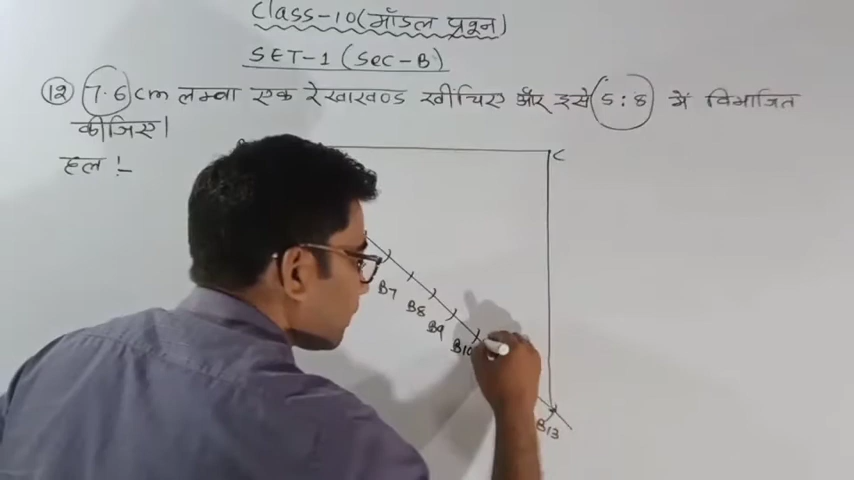 Class-10(मॉडल प्रश्न)
SET-1 (Sec-B)
(12) 7.6 cm लम्बा एक रेखाखण्ड खीचिए और इसे 5:8 में विभाजित
कीजिए।
हल :-
C
B7
B8
B9
B10
B13